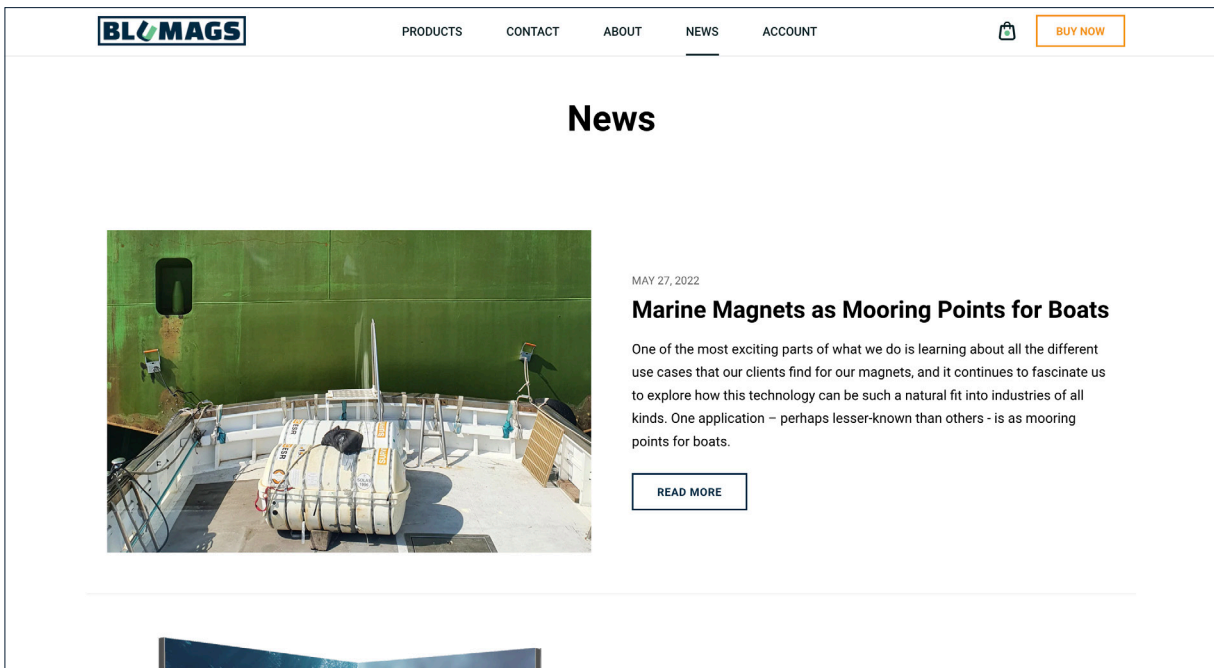 BLUMAGS
PRODUCTS CONTACT ABOUT NEWS ACCOUNT BUY NOW
News
MAY 27, 2022
Marine Magnets as Mooring Points for Boats
One of the most exciting parts of what we do is learning about all the different
use cases that our clients find for our magnets, and it continues to fascinate us
to explore how this technology can be such a natural fit into industries of all
kinds. One application – perhaps lesser-known than others - is as mooring
points for boats.
READ MORE